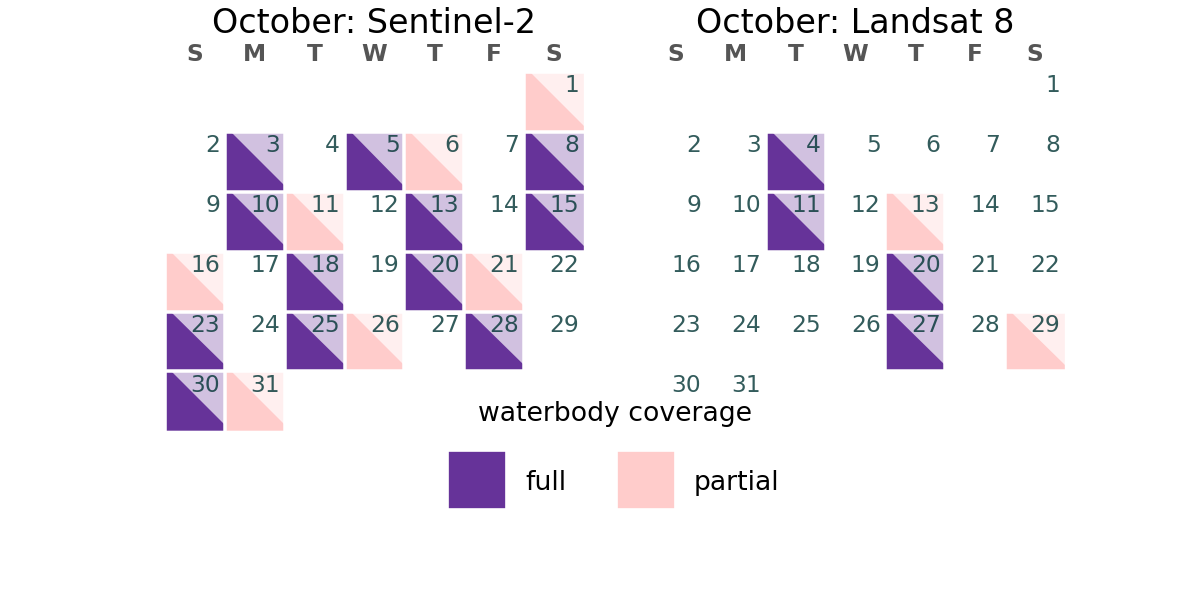 October: Sentinel-2
S M T W T F S
1
2 3 4 5 6 7 8
9 10 11 12 13 14 15
16 17 18 19 20 21 22
23 24 25 26 27 28 29
30 31
October: Landsat 8
S M T W T F S
1
2 3 4 5 6 7 8
9 10 11 12 13 14 15
16 17 18 19 20 21 22
23 24 25 26 27 28 29
30 31
waterbody coverage
full
partial